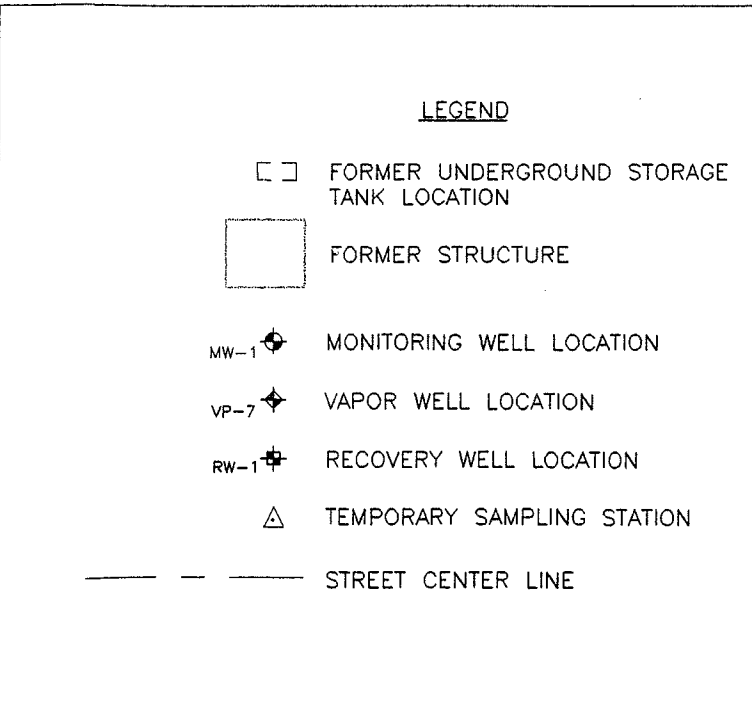 LEGEND
FORMER UNDERGROUND STORAGE
TANK LOCATION
FORMER STRUCTURE
MW-1 MONITORING WELL LOCATION
VP-7 VAPOR WELL LOCATION
RW-1 RECOVERY WELL LOCATION
TEMPORARY SAMPLING STATION
STREET CENTER LINE